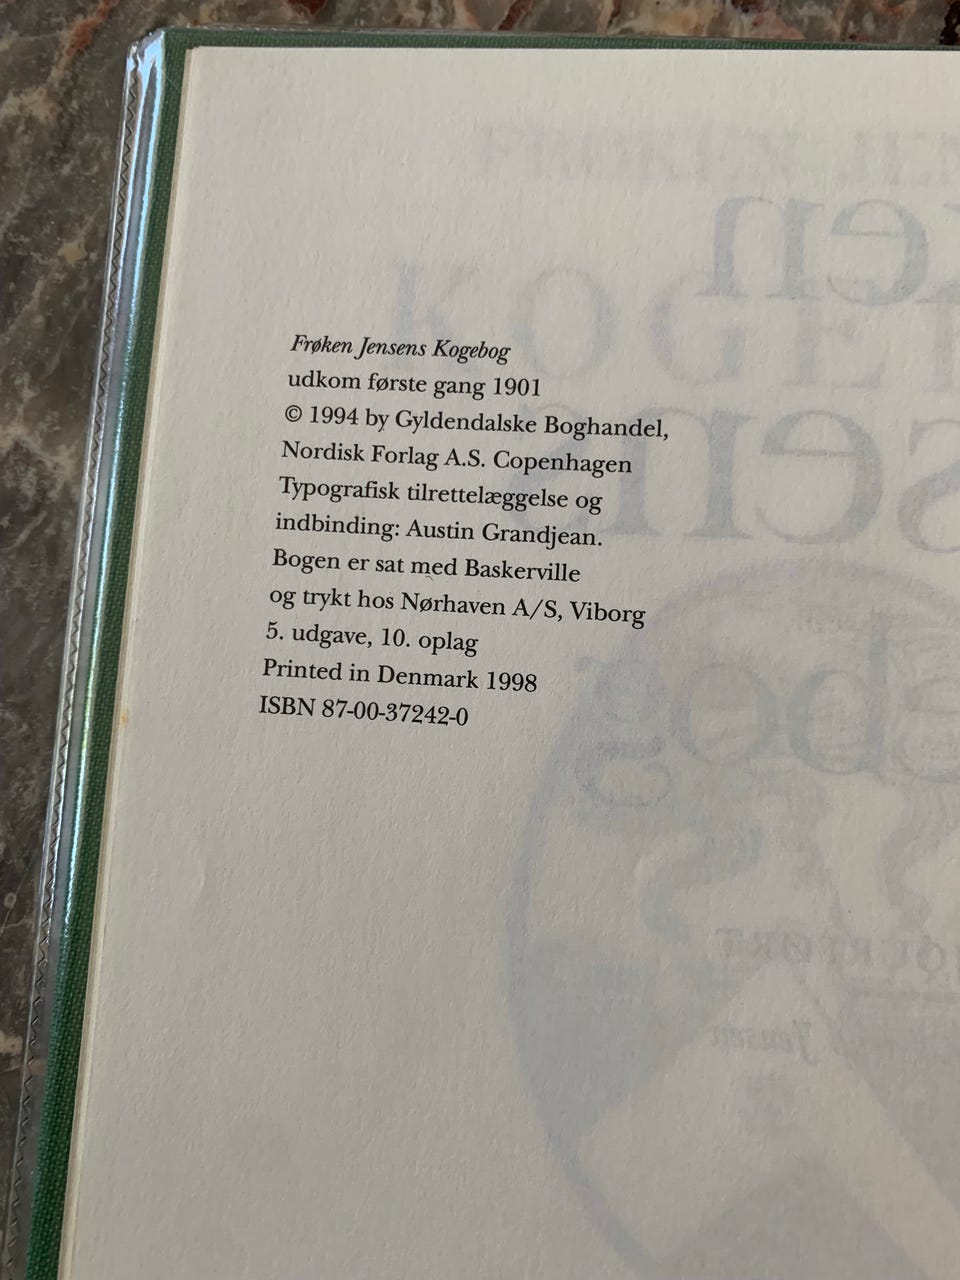 Frøken Jensens Kogebog
udkom første gang 1901
© 1994 by Gyldendalske Boghandel,
Nordisk Forlag A.S. Copenhagen
Typografisk tilrettelæggelse og
indbinding: Austin Grandjean.
Bogen er sat med Baskerville
og trykt hos Nørhaven A/S, Viborg
5. udgave, 10. oplag
Printed in Denmark 1998
ISBN 87-00-37242-0